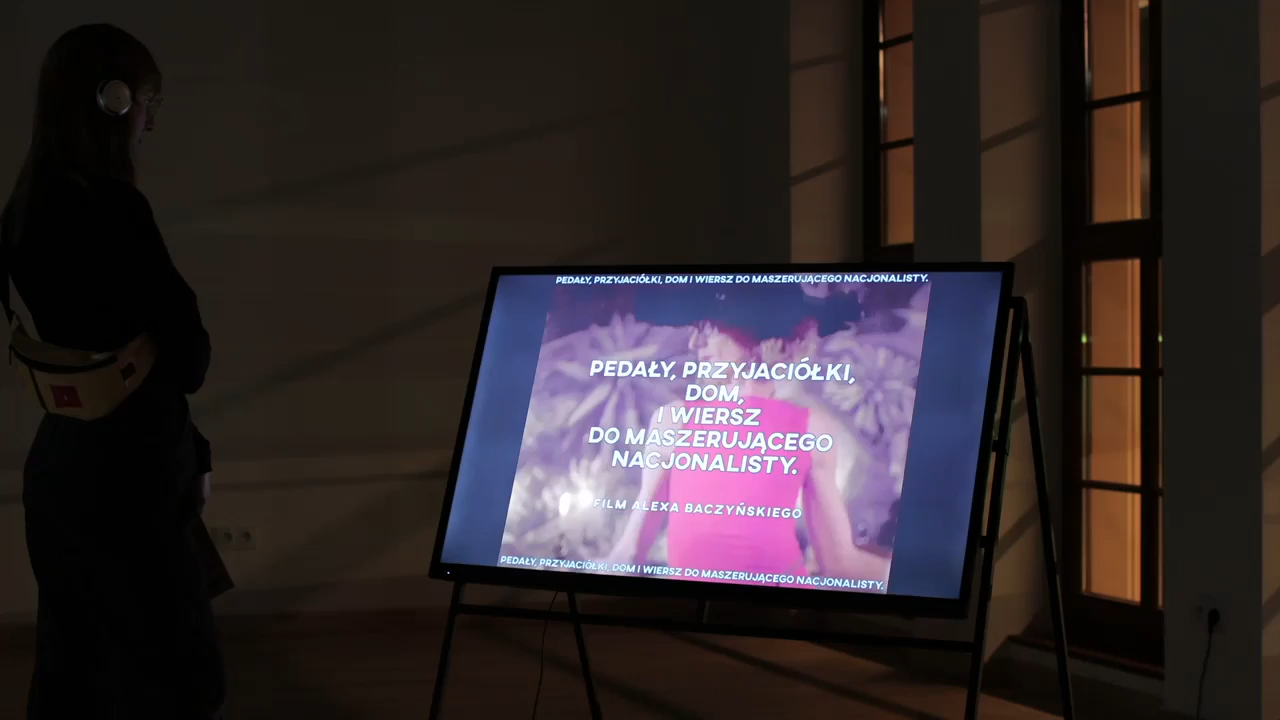 PEDAŁY, PRZYJACIÓŁKI, DOM I WIERSZ DO MASZERUJĄCEGO NACJONALISTY.
PEDAŁY, PRZYJACIÓŁKI,
DOM,
I WIERSZ
DO MASZERUJĄCEGO
NACJONALISTY.
FILM ALEXA BACZYŃSKIEGO
PEDAŁY, PRZYJACIÓŁKI, DOM I WIERSZ DO MASZERUJĄCEGO NACJONALISTY.